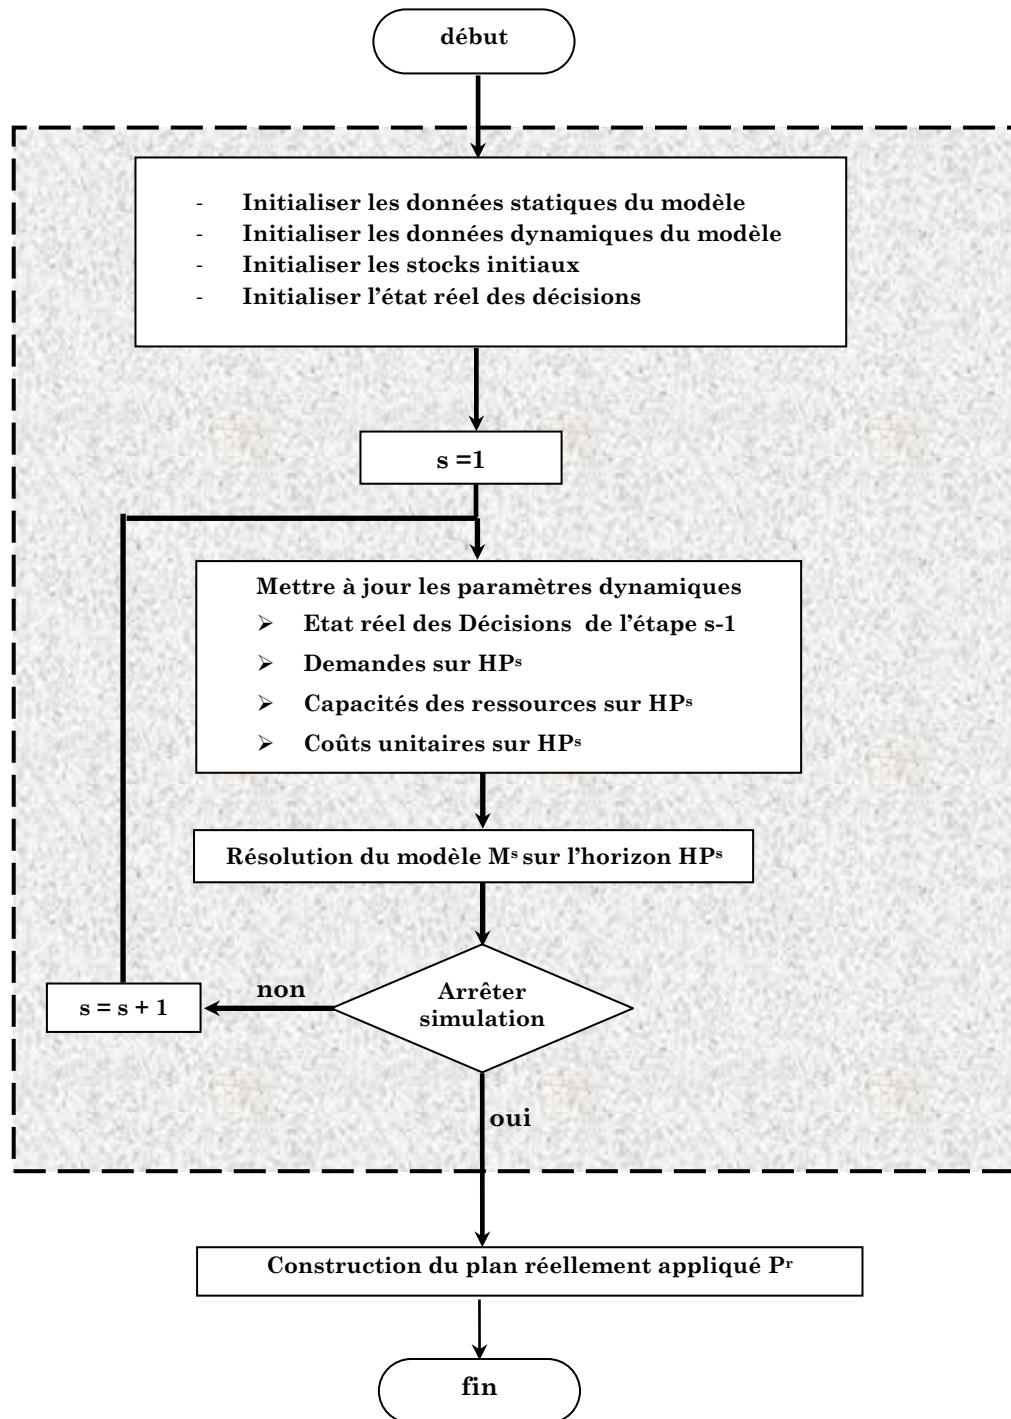 début
- Initialiser les données statiques du modèle
- Initialiser les données dynamiques du modèle
- Initialiser les stocks initiaux
- Initialiser l’état réel des décisions
s =1
Mettre à jour les paramètres dynamiques
➢ Etat réel des Décisions de l’étape s-1
➢ Demandes sur HPˢ
➢ Capacités des ressources sur HPˢ
➢ Coûts unitaires sur HPˢ
Résolution du modèle Mˢ sur l’horizon HPˢ
Arrêter
simulation
non
s = s + 1
oui
Construction du plan réellement appliqué Pʳ
fin